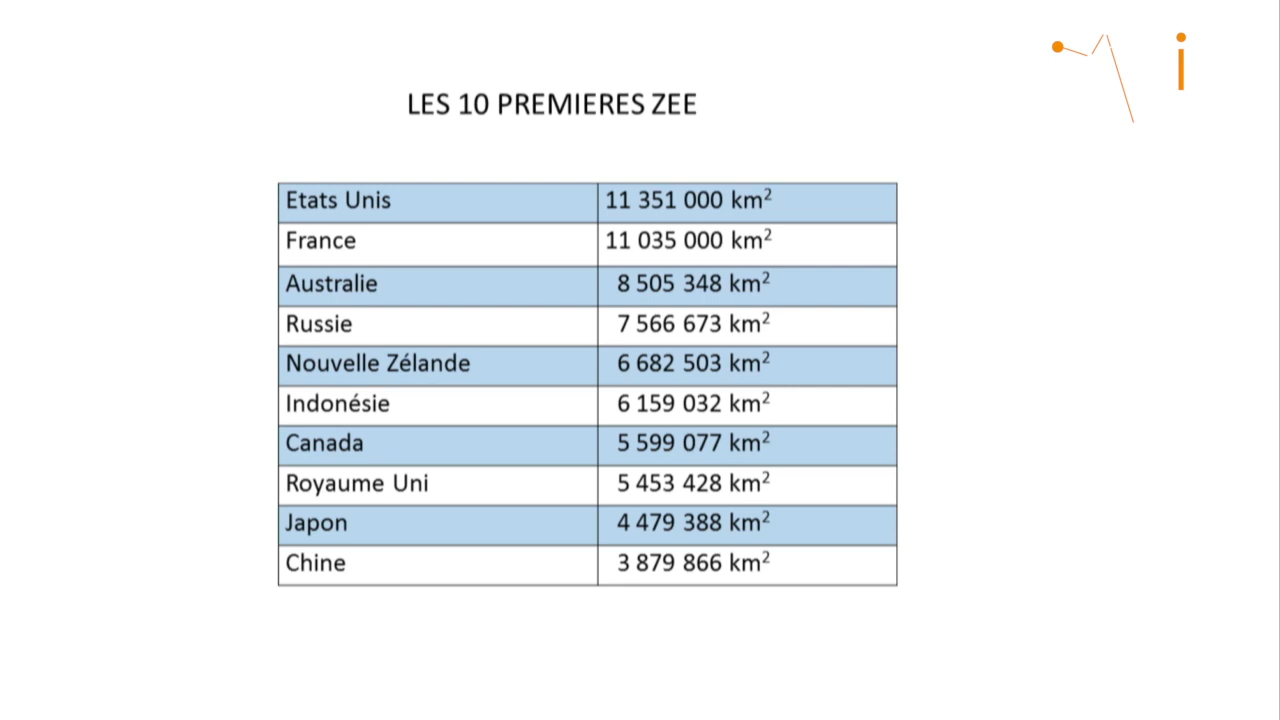 LES 10 PREMIERES ZEE
Etats Unis 11 351 000 km²
France 11 035 000 km²
Australie 8 505 348 km²
Russie 7 566 673 km²
Nouvelle Zélande 6 682 503 km²
Indonésie 6 159 032 km²
Canada 5 599 077 km²
Royaume Uni 5 453 428 km²
Japon 4 479 388 km²
Chine 3 879 866 km²